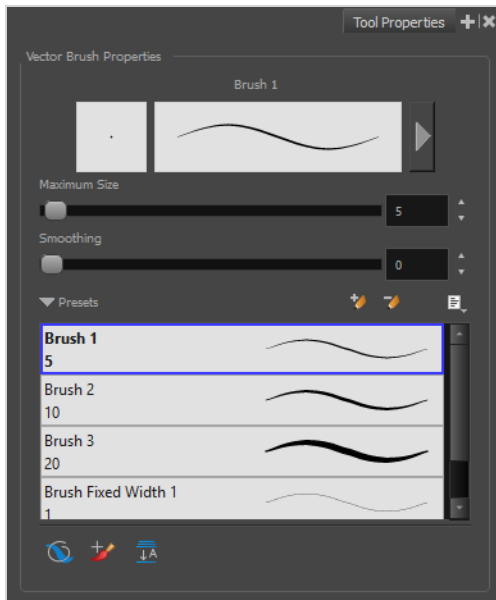 Tool Properties
Vector Brush Properties
Brush 1
Maximum Size
5
Smoothing
0
Presets
Brush 1
5
Brush 2
10
Brush 3
20
Brush Fixed Width 1
1
A